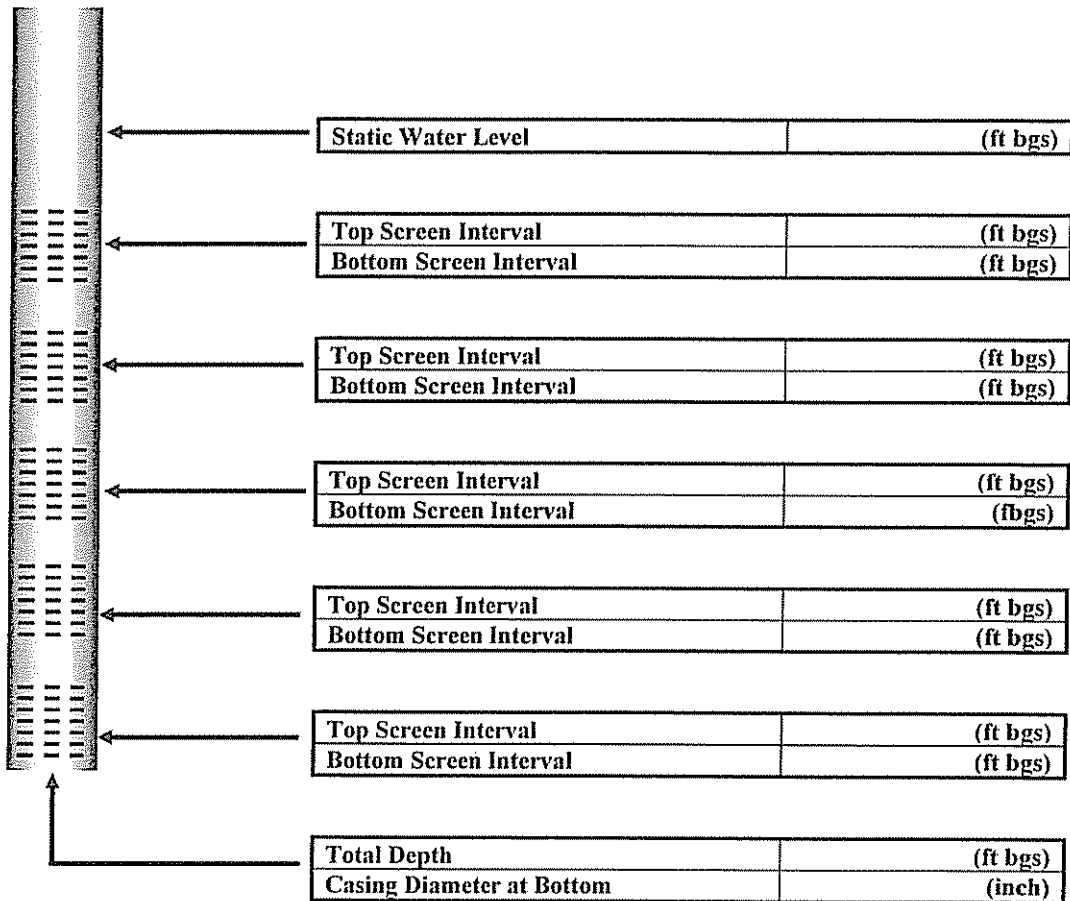 Static Water Level (ft bgs)
Top Screen Interval (ft bgs)
Bottom Screen Interval (ft bgs)
Top Screen Interval (ft bgs)
Bottom Screen Interval (ft bgs)
Top Screen Interval (ft bgs)
Bottom Screen Interval (fbgs)
Top Screen Interval (ft bgs)
Bottom Screen Interval (ft bgs)
Top Screen Interval (ft bgs)
Bottom Screen Interval (ft bgs)
Total Depth (ft bgs)
Casing Diameter at Bottom (inch)